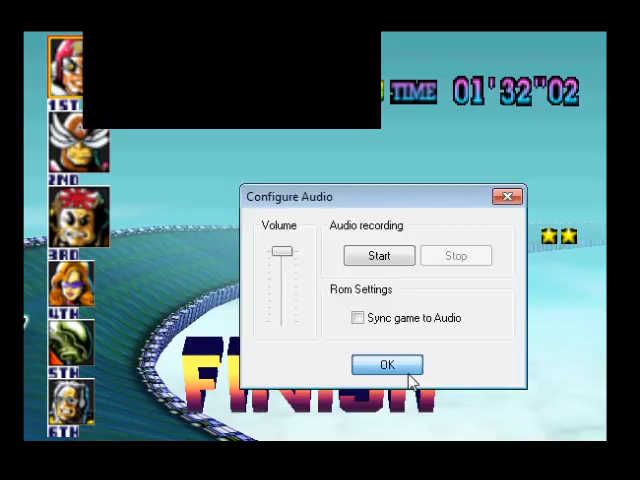 1ST
TIME 01'32"02
2ND
3RD
4TH
5TH
6TH
Configure Audio
Volume
Audio recording
Start
Stop
Rom Settings
Sync game to Audio
OK
FINISH